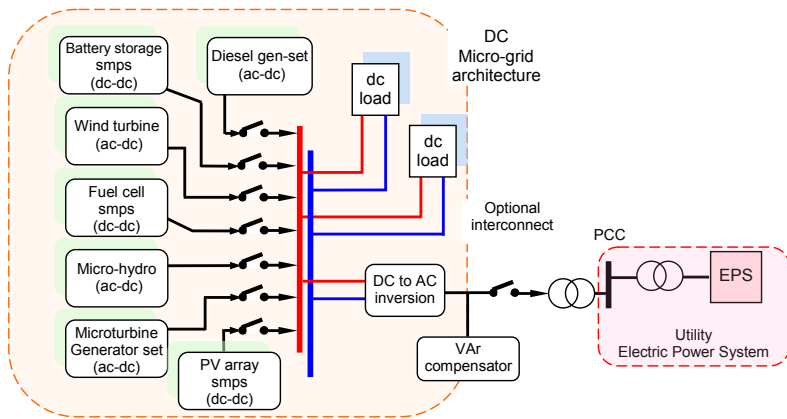 Battery storage
smps
(dc-dc)
Diesel gen-set
(ac-dc)
dc
load
DC
Micro-grid
architecture
Wind turbine
(ac-dc)
dc
load
Fuel cell
smps
(dc-dc)
Optional
interconnect
PCC
Micro-hydro
(ac-dc)
DC to AC
inversion
EPS
Microturbine
Generator set
(ac-dc)
PV array
smps
(dc-dc)
VAr
compensator
Utility
Electric Power System